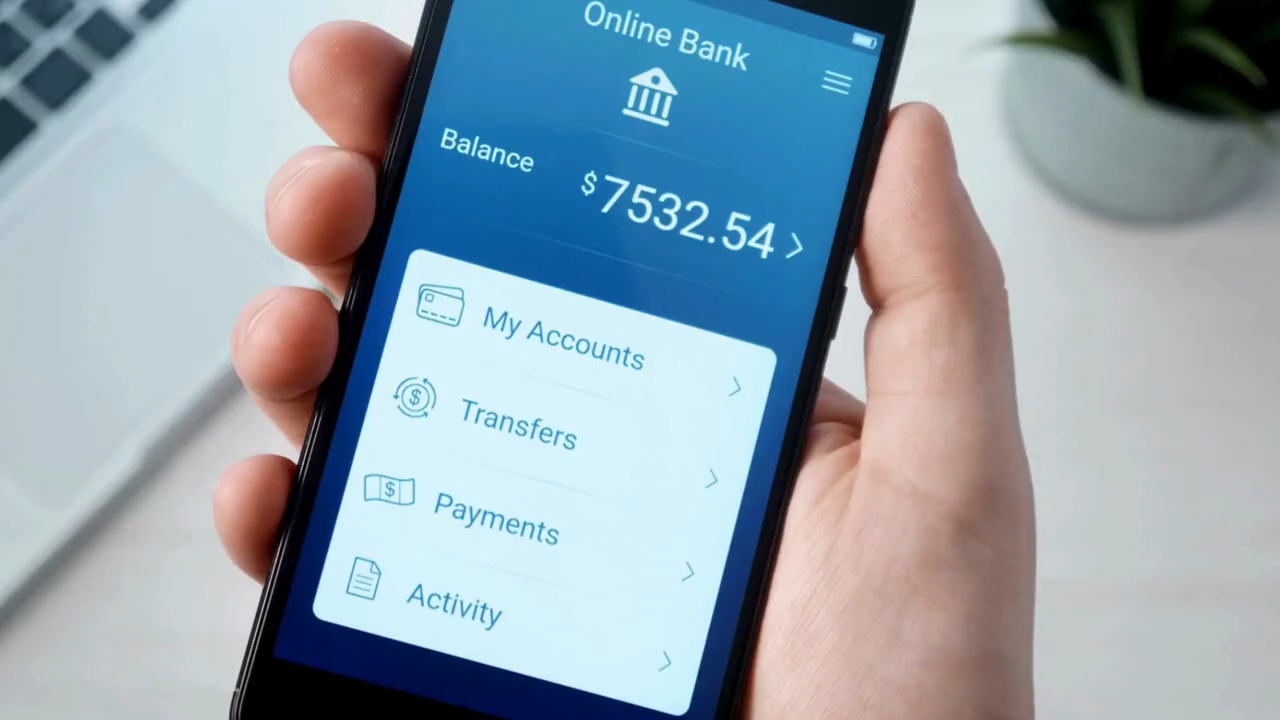 Online Bank
Balance $7532.54
My Accounts
Transfers
Payments
Activity